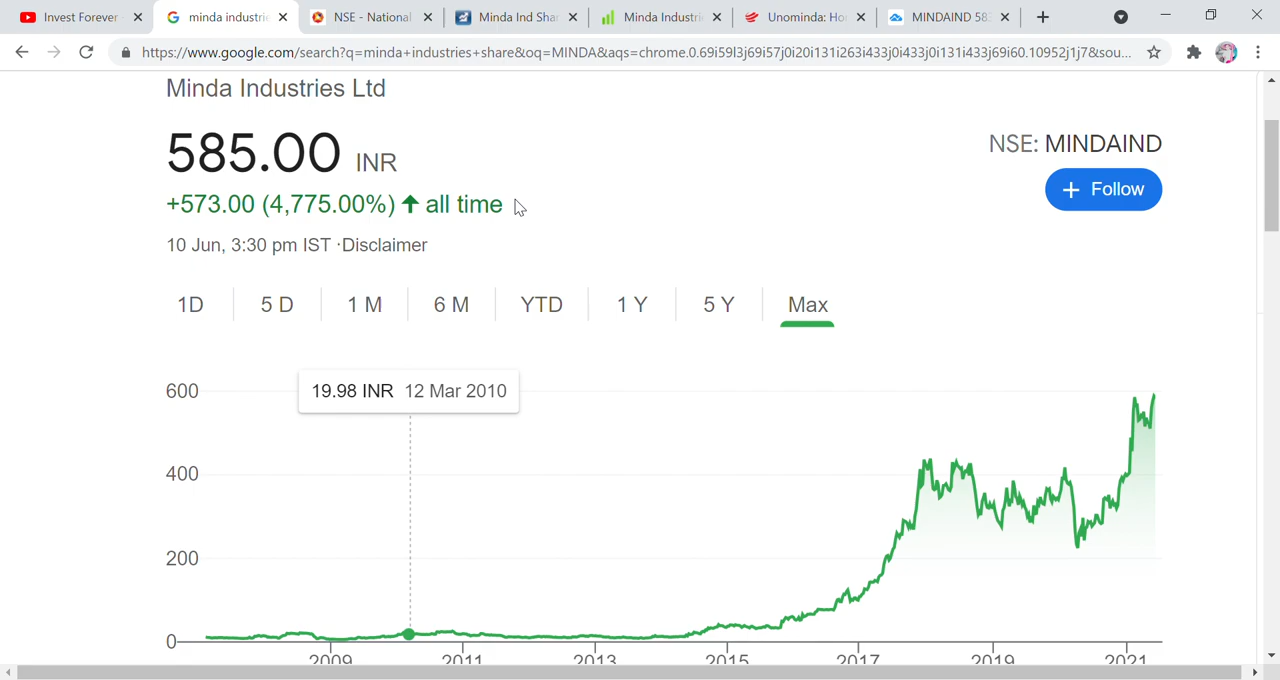 Invest Forever
minda industri
NSE - National
Minda Ind Sha
Minda Industri
Unominda: Ho
MINDAIND 58
https://www.google.com/search?q=minda+industries+share&oq=MINDA&aqs=chrome.0.69i59l3j69i57j0i20i131i263i433j0i433j0i131i433j69i60.10952j1j7&sou...
Minda Industries Ltd
585.00 INR
NSE: MINDAIND
+573.00 (4,775.00%) ↑ all time
+ Follow
10 Jun, 3:30 pm IST ·Disclaimer
1D 5 D 1 M 6 M YTD 1 Y 5 Y Max
19.98 INR 12 Mar 2010
600
400
200
0
2009 2011 2013 2015 2017 2019 2021